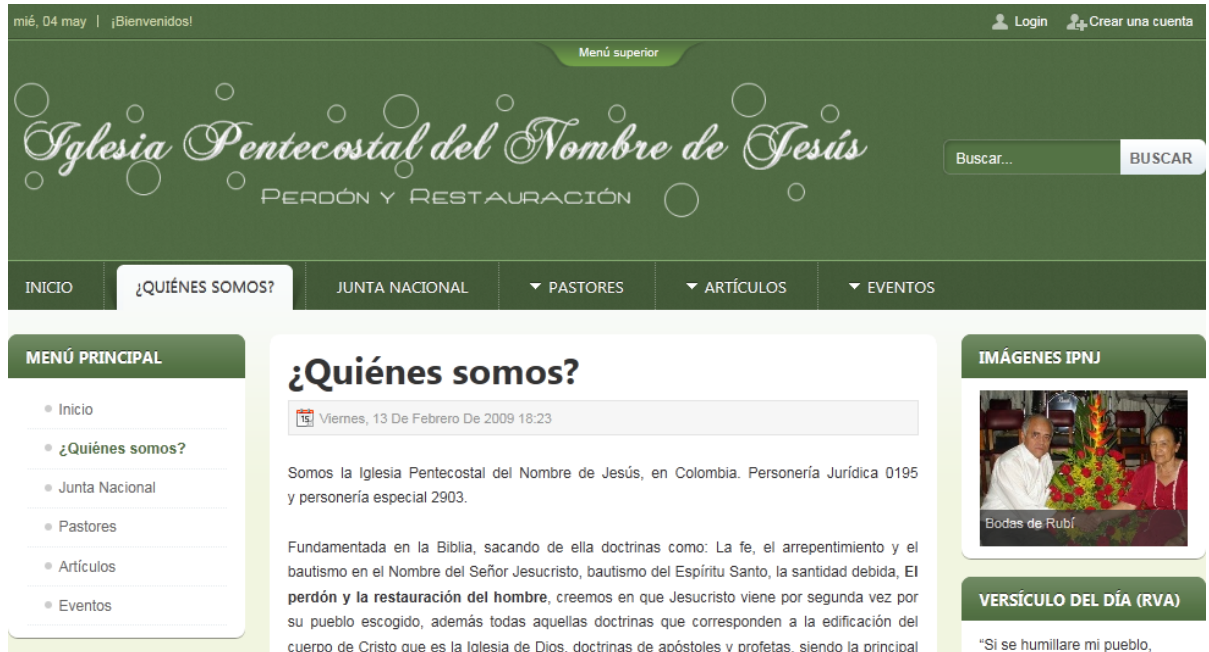 mié, 04 may | ¡Bienvenidos!
Login
Crear una cuenta
Menú superior
Iglesia Pentecostal del Nombre de Jesús
PERDÓN Y RESTAURACIÓN
Buscar...
BUSCAR
INICIO
¿QUIÉNES SOMOS?
JUNTA NACIONAL
PASTORES
ARTÍCULOS
EVENTOS
MENÚ PRINCIPAL
Inicio
¿Quiénes somos?
Junta Nacional
Pastores
Artículos
Eventos
¿Quiénes somos?
Viernes, 13 De Febrero De 2009 18:23
Somos la Iglesia Pentecostal del Nombre de Jesús, en Colombia. Personería Jurídica 0195
y personería especial 2903.
Fundamentada en la Biblia, sacando de ella doctrinas como: La fe, el arrepentimiento y el
bautismo en el Nombre del Señor Jesucristo, bautismo del Espíritu Santo, la santidad debida, El
perdón y la restauración del hombre, creemos en que Jesucristo viene por segunda vez por
su pueblo escogido, además todas aquellas doctrinas que corresponden a la edificación del
cuerpo de Cristo que es la Iglesia de Dios, doctrinas de apóstoles y profetas, siendo la principal
IMÁGENES IPNJ
Bodas de Rubí
VERSÍCULO DEL DÍA (RVA)
“Si se humillare mi pueblo,